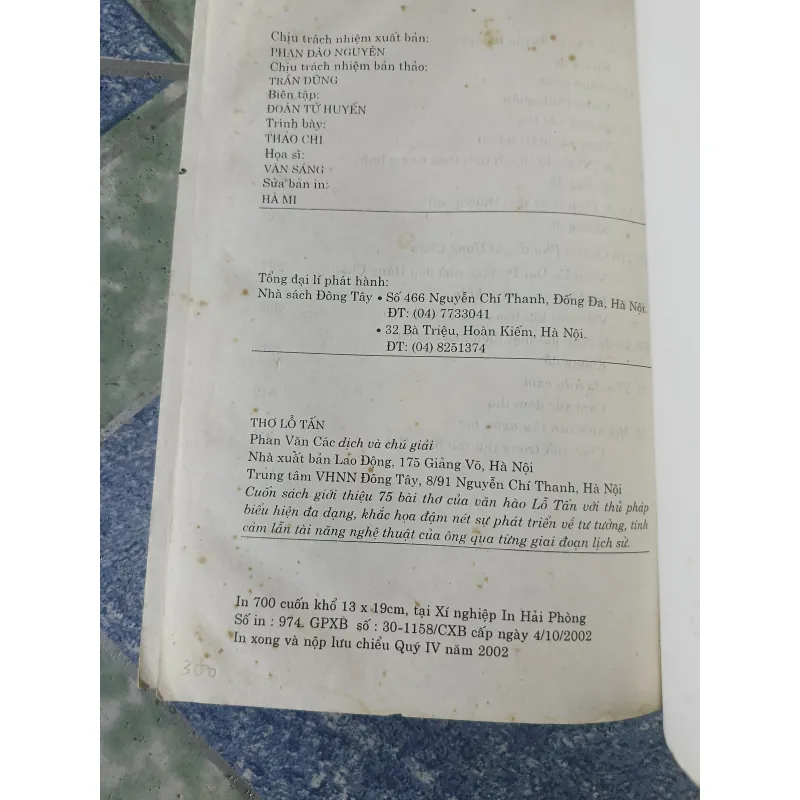 Chịu trách nhiệm xuất bản:
PHAN ĐÀO NGUYÊN
Chịu trách nhiệm bản thảo:
TRẦN DŨNG
Biên tập:
ĐOÀN TỬ HUYẾN
Trình bày:
THẢO CHI
Họa sĩ:
VĂN SÁNG
Sửa bản in:
HÀ MI
Tổng đại lí phát hành:
Nhà sách Đông Tây • Số 466 Nguyễn Chí Thanh, Đống Đa, Hà Nội.
ĐT: (04) 7733041
• 32 Bà Triệu, Hoàn Kiếm, Hà Nội.
ĐT: (04) 8251374
THƠ LỖ TẤN
Phan Văn Các dịch và chú giải
Nhà xuất bản Lao Động, 175 Giảng Võ, Hà Nội
Trung tâm VHNN Đông Tây, 8/91 Nguyễn Chí Thanh, Hà Nội
Cuốn sách giới thiệu 75 bài thơ của văn hào Lỗ Tấn với thủ pháp
biểu hiện đa dạng, khắc họa đậm nét sự phát triển về tư tưởng, tình
cảm lẫn tài năng nghệ thuật của ông qua từng giai đoạn lịch sử.
In 700 cuốn khổ 13 x 19cm, tại Xí nghiệp In Hải Phòng
Số in : 974. GPXB số : 30-1158/CXB cấp ngày 4/10/2002
In xong và nộp lưu chiểu Quý IV năm 2002
300